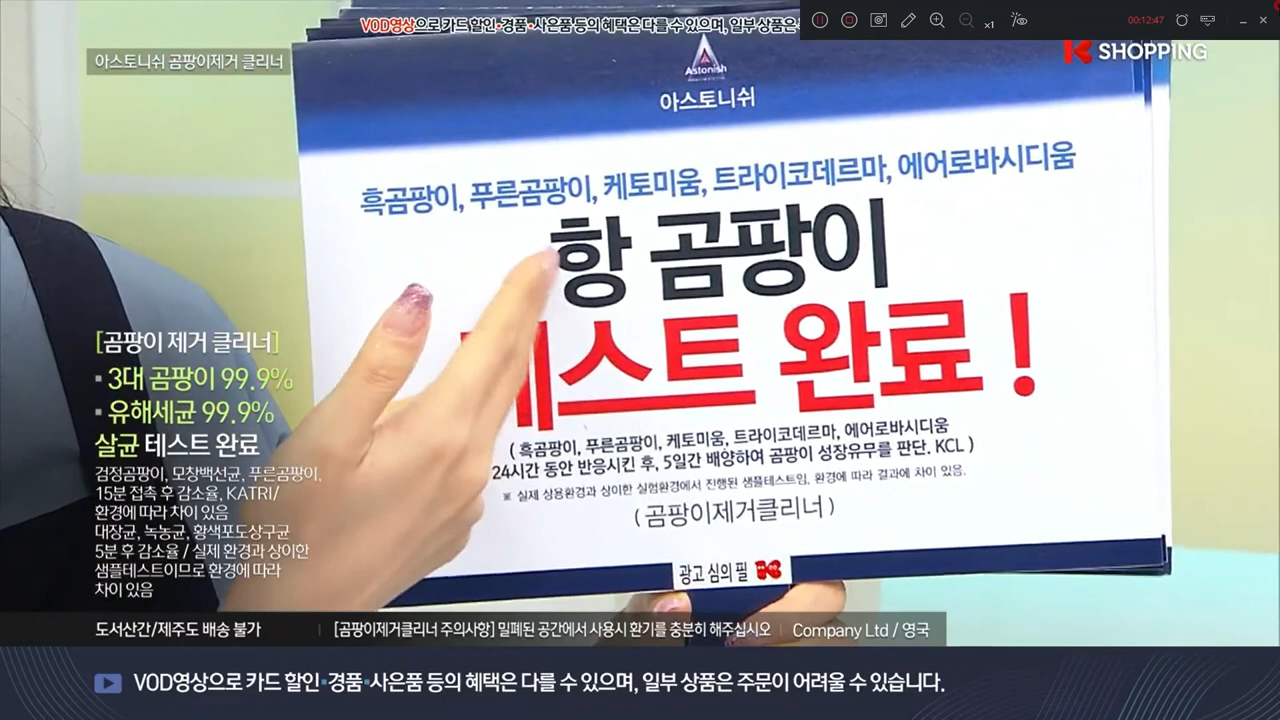 VOD영상으로 카드 할인·경품·사은품 등의 혜택은 다를 수 있으며, 일부 상품은
x1
00:12:47
아스토니쉬 곰팡이제거 클리너
K SHOPPING
Astonish
아스토니쉬
흑곰팡이, 푸른곰팡이, 케토미움, 트라이코데르마, 에어로바시디움
항 곰팡이
테스트 완료!
( 흑곰팡이, 푸른곰팡이, 케토미움, 트라이코데르마, 에어로바시디움
24시간 동안 반응시킨 후, 5일간 배양하여 곰팡이 성장유무를 판단. KCL )
※ 실제 상용환경과 상이한 실험환경에서 진행된 샘플테스트임, 환경에 따라 결과에 차이 있음.
( 곰팡이제거클리너 )
광고 심의 필
[곰팡이 제거 클리너]
▪ 3대 곰팡이 99.9%
▪ 유해세균 99.9%
살균 테스트 완료
검정곰팡이, 모창백선균, 푸른곰팡이,
15분 접촉 후 감소율, KATRI/
환경에 따라 차이 있음
대장균, 녹농균, 황색포도상구균
5분 후 감소율 / 실제 환경과 상이한
샘플테스트이므로 환경에 따라
차이 있음
도서산간/제주도 배송 불가 | [곰팡이제거클리너 주의사항] 밀폐된 공간에서 사용시 환기를 충분히 해주십시오 | Company Ltd / 영국
VOD영상으로 카드 할인·경품·사은품 등의 혜택은 다를 수 있으며, 일부 상품은 주문이 어려울 수 있습니다.